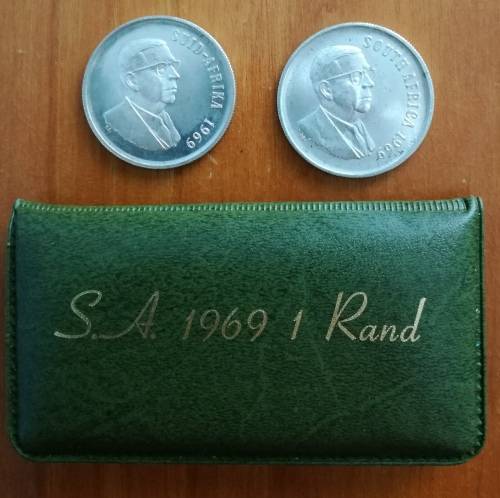 SUID-AFRIKA 1969
SOUTH AFRICA 1969
S.A. 1969 1 Rand